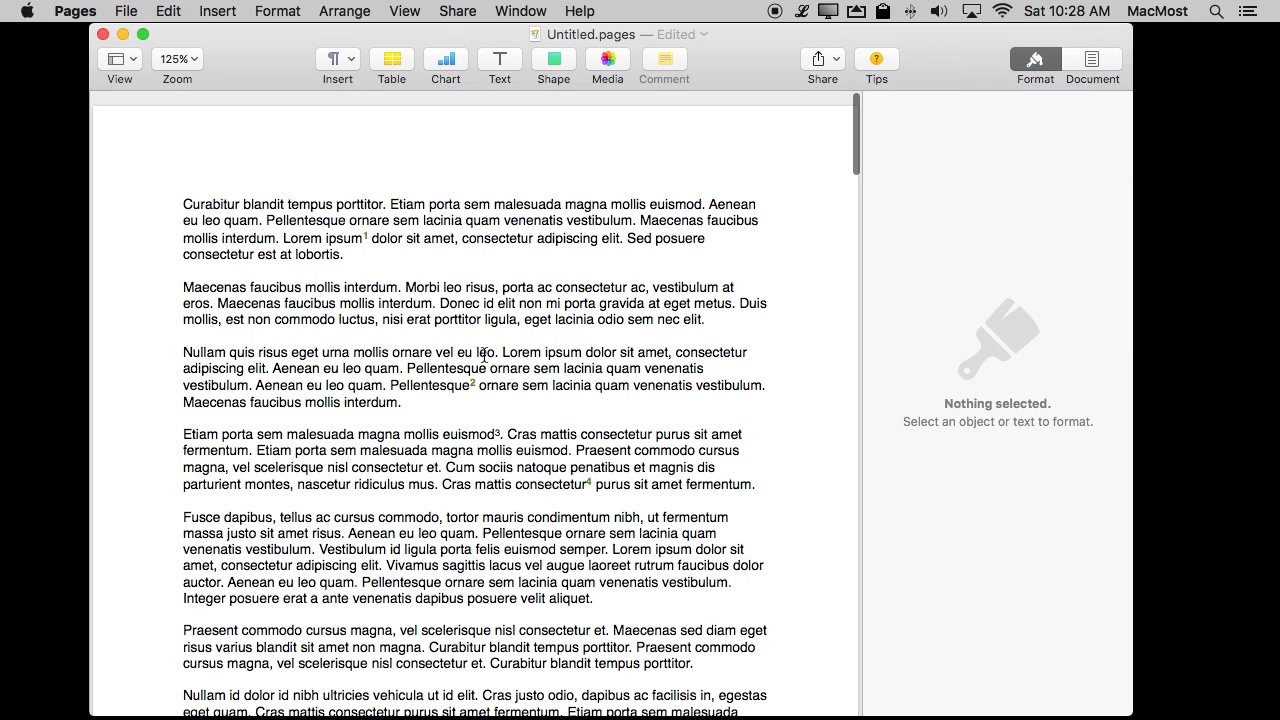 Pages File Edit Insert Format Arrange View Share Window Help Sat 10:28 AM MacMost
Untitled.pages — Edited
125%
View Zoom Insert Table Chart Text Shape Media Comment Share Tips Format Document
Curabitur blandit tempus porttitor. Etiam porta sem malesuada magna mollis euismod. Aenean
eu leo quam. Pellentesque ornare sem lacinia quam venenatis vestibulum. Maecenas faucibus
mollis interdum. Lorem ipsum¹ dolor sit amet, consectetur adipiscing elit. Sed posuere
consectetur est at lobortis.
Maecenas faucibus mollis interdum. Morbi leo risus, porta ac consectetur ac, vestibulum at
eros. Maecenas faucibus mollis interdum. Donec id elit non mi porta gravida at eget metus. Duis
mollis, est non commodo luctus, nisi erat porttitor ligula, eget lacinia odio sem nec elit.
Nullam quis risus eget urna mollis ornare vel eu leo. Lorem ipsum dolor sit amet, consectetur
adipiscing elit. Aenean eu leo quam. Pellentesque ornare sem lacinia quam venenatis
vestibulum. Aenean eu leo quam. Pellentesque² ornare sem lacinia quam venenatis vestibulum.
Maecenas faucibus mollis interdum.
Etiam porta sem malesuada magna mollis euismod³. Cras mattis consectetur purus sit amet
fermentum. Etiam porta sem malesuada magna mollis euismod. Praesent commodo cursus
magna, vel scelerisque nisl consectetur et. Cum sociis natoque penatibus et magnis dis
parturient montes, nascetur ridiculus mus. Cras mattis consectetur⁴ purus sit amet fermentum.
Fusce dapibus, tellus ac cursus commodo, tortor mauris condimentum nibh, ut fermentum
massa justo sit amet risus. Aenean eu leo quam. Pellentesque ornare sem lacinia quam
venenatis vestibulum. Vestibulum id ligula porta felis euismod semper. Lorem ipsum dolor sit
amet, consectetur adipiscing elit. Vivamus sagittis lacus vel augue laoreet rutrum faucibus dolor
auctor. Aenean eu leo quam. Pellentesque ornare sem lacinia quam venenatis vestibulum.
Integer posuere erat a ante venenatis dapibus posuere velit aliquet.
Praesent commodo cursus magna, vel scelerisque nisl consectetur et. Maecenas sed diam eget
risus varius blandit sit amet non magna. Curabitur blandit tempus porttitor. Praesent commodo
cursus magna, vel scelerisque nisl consectetur et. Curabitur blandit tempus porttitor.
Nullam id dolor id nibh ultricies vehicula ut id elit. Cras justo odio, dapibus ac facilisis in, egestas
eget quam. Cras mattis consectetur purus sit amet fermentum. Etiam porta sem malesuada
Nothing selected.
Select an object or text to format.